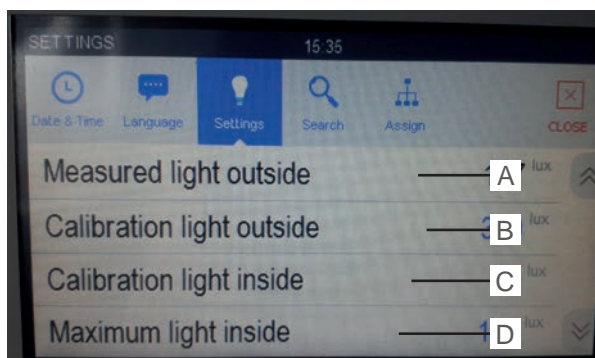 SETTINGS 15:35
Date & Time Language Settings Search Assign CLOSE
Measured light outside A lux
Calibration light outside B lux
Calibration light inside C lux
Maximum light inside D lux